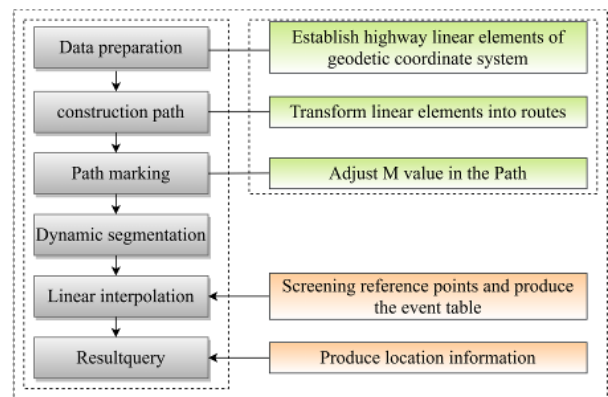 Data preparation
Establish highway linear elements of
geodetic coordinate system
construction path
Transform linear elements into routes
Path marking
Adjust M value in the Path
Dynamic segmentation
Linear interpolation
Screening reference points and produce
the event table
Resultquery
Produce location information